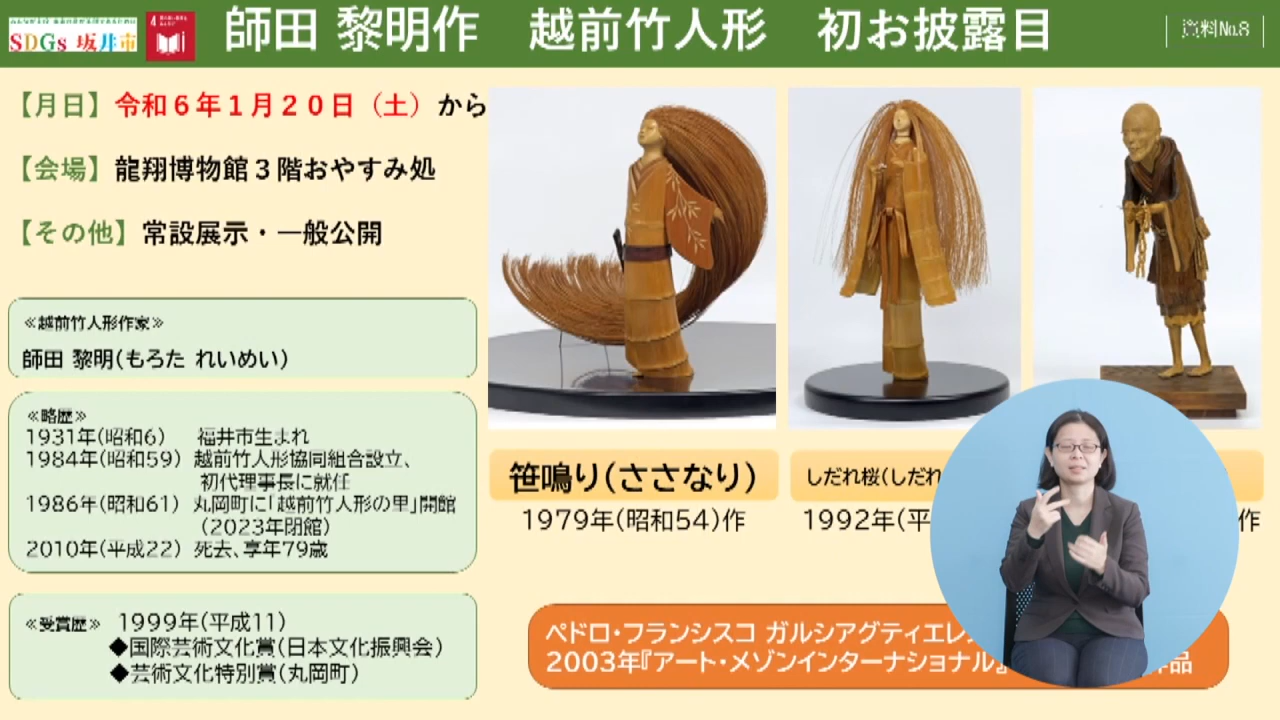 SDGs 坂井市
4
師田 黎明作 越前竹人形 初お披露目
資料No.8
【月日】令和6年1月20日（土）から
【会場】龍翔博物館3階おやすみ処
【その他】常設展示・一般公開
≪越前竹人形作家≫
師田 黎明(もろた れいめい)
≪略歴≫
1931年(昭和6) 福井市生まれ
1984年(昭和59) 越前竹人形協同組合設立、
初代理事長に就任
1986年(昭和61) 丸岡町に「越前竹人形の里」開館
(2023年閉館)
2010年(平成22) 死去、享年79歳
≪受賞歴≫ 1999年(平成11)
◆国際芸術文化賞(日本文化振興会)
◆芸術文化特別賞(丸岡町)
笹鳴り(ささなり)
1979年(昭和54)作
しだれ桜(しだれ
1992年(平
作
ペドロ・フランシスコ ガルシアグティエレ
2003年『アート・メゾンインターナショナル』
作品